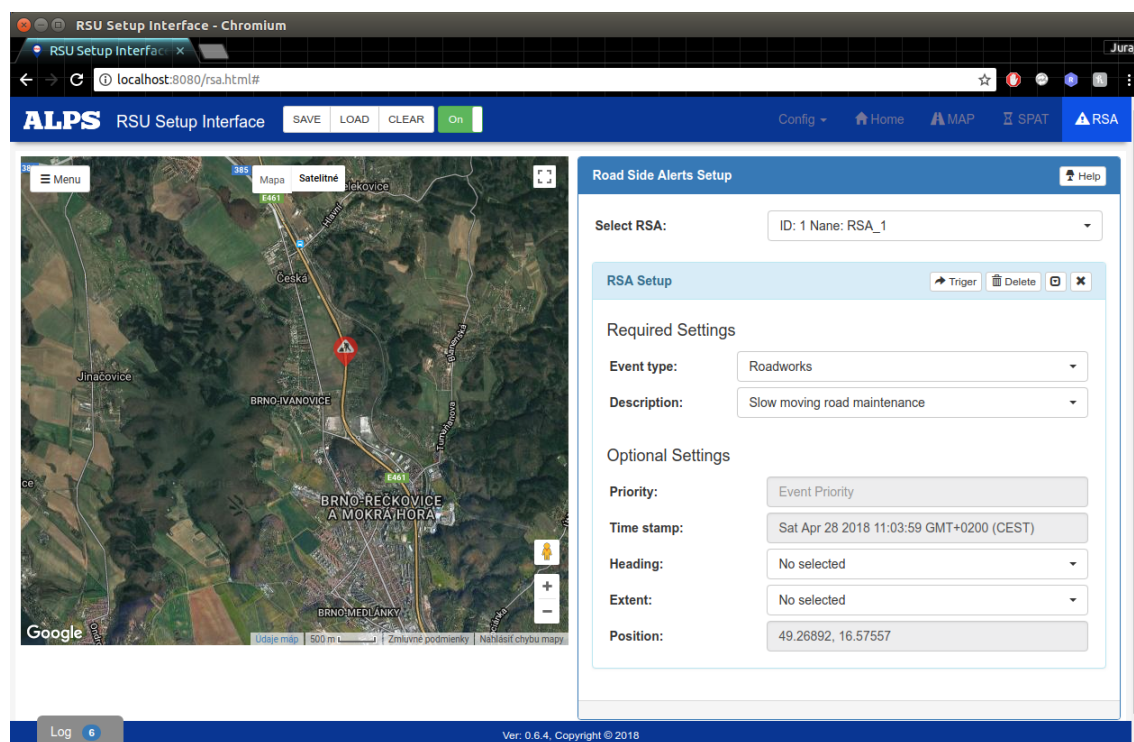 RSU Setup Interface - Chromium
RSU Setup Interface
Jura
localhost:8080/rsa.html#
ALPS RSU Setup Interface SAVE LOAD CLEAR On Config Home MAP SPAT RSA
Menu
385
Mapa Satelitné
E461
elekovice
Hlavní
Česká
Blanenská
Jinačovice
BRNO-IVANOVICE
E461
BRNO-ŘEČKOVICE
A MOKRÁ HORA
ce
BRNO-MEDLÁNKY
Google
Údaje máp 500 m Zmluvné podmienky Nahlásiť chybu mapy
Road Side Alerts Setup Help
Select RSA: ID: 1 Nane: RSA_1
RSA Setup Triger Delete
Required Settings
Event type: Roadworks
Description: Slow moving road maintenance
Optional Settings
Priority: Event Priority
Time stamp: Sat Apr 28 2018 11:03:59 GMT+0200 (CEST)
Heading: No selected
Extent: No selected
Position: 49.26892, 16.57557
Log 6
Ver: 0.6.4, Copyright © 2018